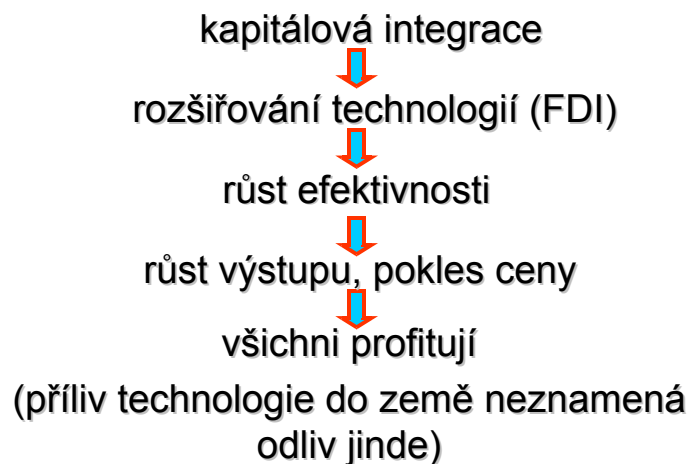 kapitálová integrace
rozšiřování technologií (FDI)
růst efektivnosti
růst výstupu, pokles ceny
všichni profitují
(příliv technologie do země neznamená
odliv jinde)